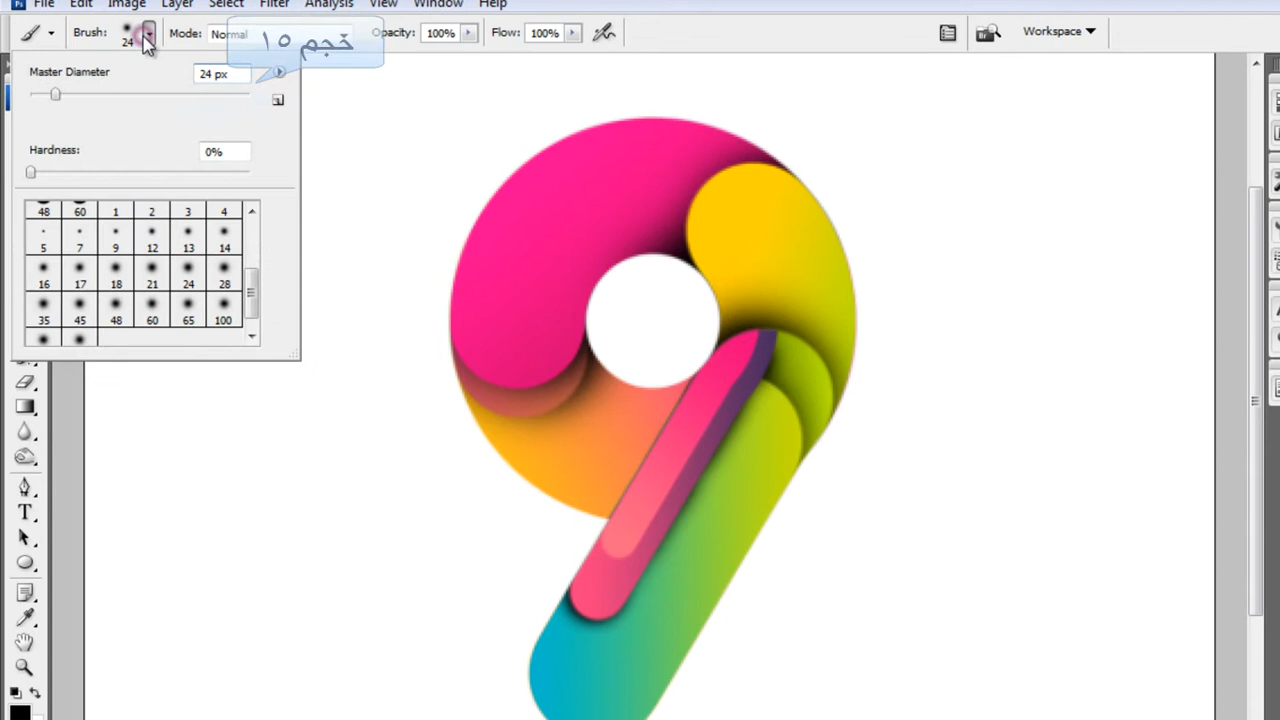 File Edit Image Layer Select Filter Analysis View Window Help
Brush: 24 Mode: Normal Opacity: 100% Flow: 100% Workspace
حجم ١٥
Master Diameter 24 px
Hardness: 0%
48 60 1 2 3 4
5 7 9 12 13 14
16 17 18 21 24 28
35 45 48 60 65 100